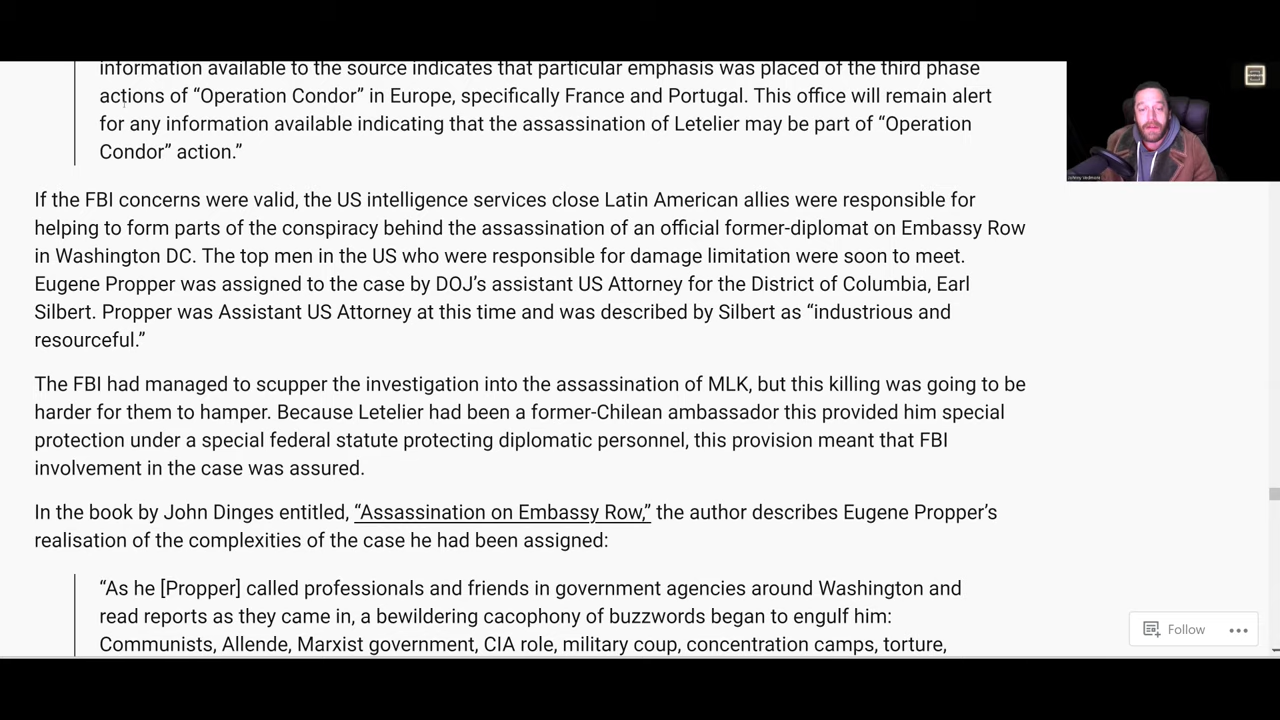 information available to the source indicates that particular emphasis was placed of the third phase
actions of “Operation Condor” in Europe, specifically France and Portugal. This office will remain alert
for any information available indicating that the assassination of Letelier may be part of “Operation
Condor” action.”
If the FBI concerns were valid, the US intelligence services close Latin American allies were responsible for
helping to form parts of the conspiracy behind the assassination of an official former-diplomat on Embassy Row
in Washington DC. The top men in the US who were responsible for damage limitation were soon to meet.
Eugene Propper was assigned to the case by DOJ’s assistant US Attorney for the District of Columbia, Earl
Silbert. Propper was Assistant US Attorney at this time and was described by Silbert as “industrious and
resourceful.”
The FBI had managed to scupper the investigation into the assassination of MLK, but this killing was going to be
harder for them to hamper. Because Letelier had been a former-Chilean ambassador this provided him special
protection under a special federal statute protecting diplomatic personnel, this provision meant that FBI
involvement in the case was assured.
In the book by John Dinges entitled, “Assassination on Embassy Row,” the author describes Eugene Propper’s
realisation of the complexities of the case he had been assigned:
“As he [Propper] called professionals and friends in government agencies around Washington and
read reports as they came in, a bewildering cacophony of buzzwords began to engulf him:
Communists, Allende, Marxist government, CIA role, military coup, concentration camps, torture,
Follow
Johnny Vedmore